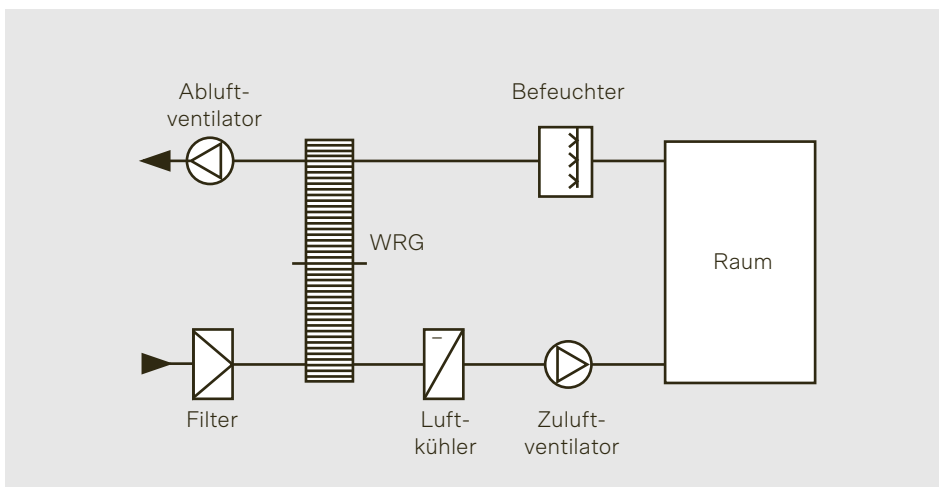 Abluft-
ventilator
Befeuchter
WRG
Raum
Filter
Luft-
kühler
Zuluft-
ventilator